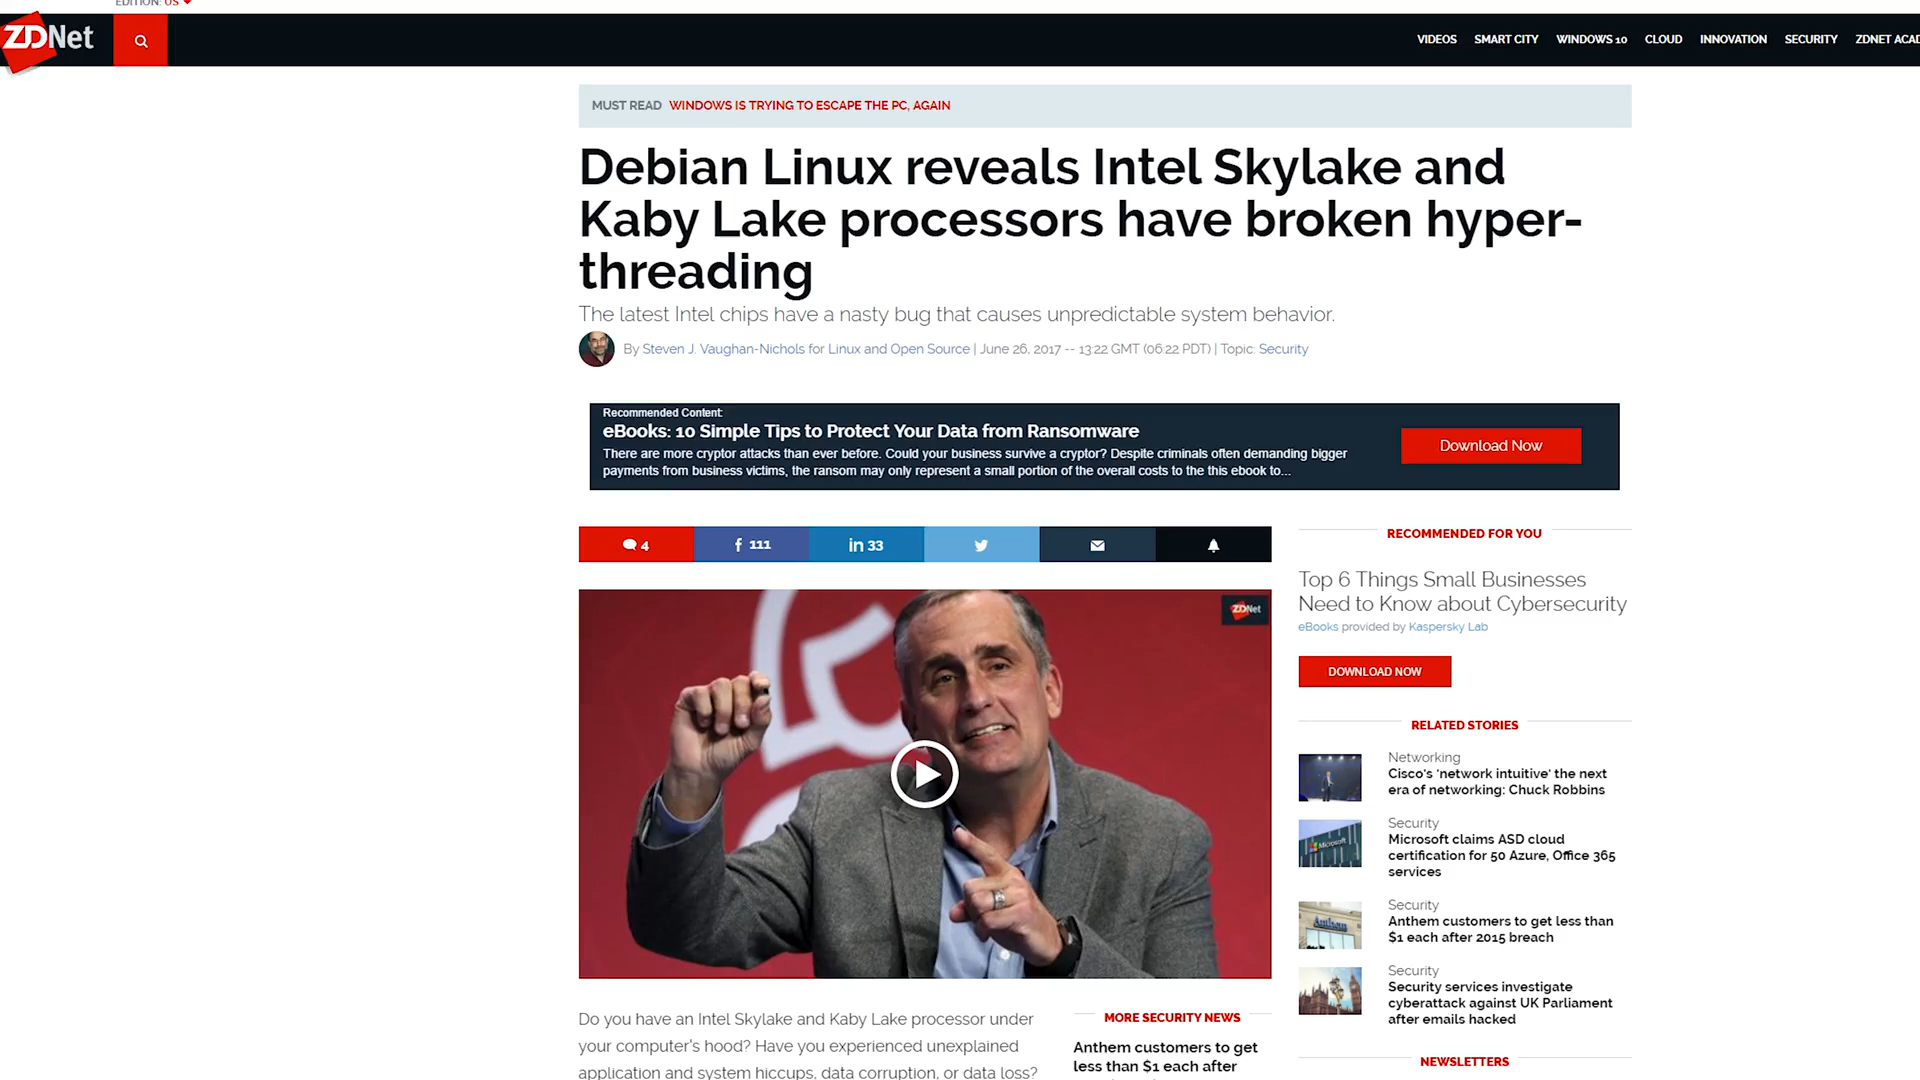 EDITION: US
ZDNet
VIDEOS SMART CITY WINDOWS 10 CLOUD INNOVATION SECURITY ZDNET ACAD
MUST READ WINDOWS IS TRYING TO ESCAPE THE PC, AGAIN
Debian Linux reveals Intel Skylake and
Kaby Lake processors have broken hyper-
threading
The latest Intel chips have a nasty bug that causes unpredictable system behavior.
By Steven J. Vaughan-Nichols for Linux and Open Source | June 26, 2017 -- 13:22 GMT (06:22 PDT) | Topic: Security
Recommended Content:
eBooks: 10 Simple Tips to Protect Your Data from Ransomware
There are more cryptor attacks than ever before. Could your business survive a cryptor? Despite criminals often demanding bigger
payments from business victims, the ransom may only represent a small portion of the overall costs to the this ebook to...
Download Now
4
f 111
in 33
ZDNet
Do you have an Intel Skylake and Kaby Lake processor under
your computer's hood? Have you experienced unexplained
application and system hiccups, data corruption, or data loss?
MORE SECURITY NEWS
Anthem customers to get
less than $1 each after
RECOMMENDED FOR YOU
Top 6 Things Small Businesses
Need to Know about Cybersecurity
eBooks provided by Kaspersky Lab
DOWNLOAD NOW
RELATED STORIES
Networking
Cisco's 'network intuitive' the next
era of networking: Chuck Robbins
Security
Microsoft claims ASD cloud
certification for 50 Azure, Office 365
services
Microsoft
Security
Anthem customers to get less than
$1 each after 2015 breach
Anthem
Security
Security services investigate
cyberattack against UK Parliament
after emails hacked
NEWSLETTERS